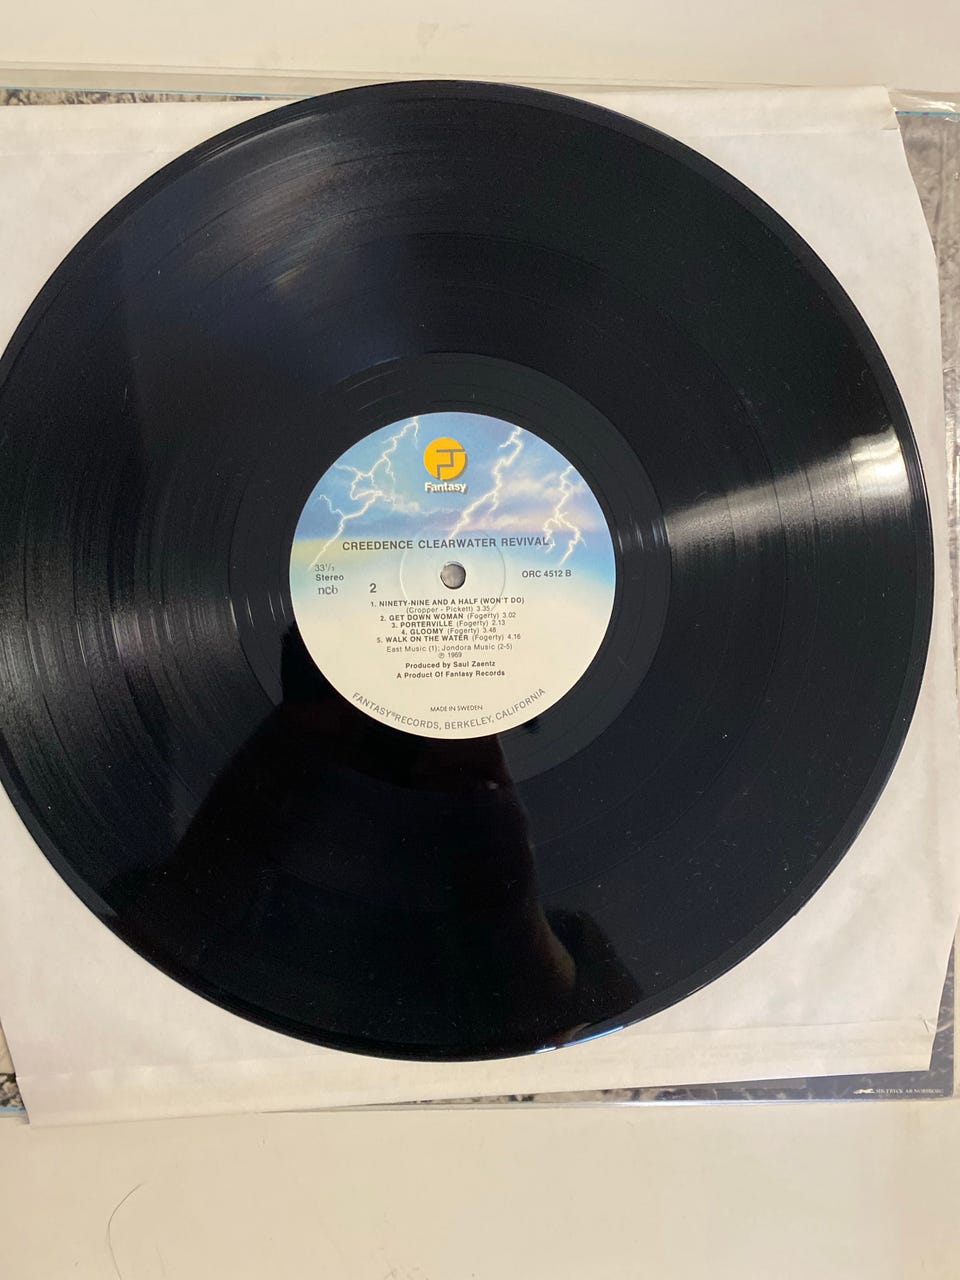 Fantasy
CREEDENCE CLEARWATER REVIVAL
33⅓
Stereo
ncb
ORC 4512 B
2
1. NINETY-NINE AND A HALF (WON'T DO)
(Cropper - Pickett) 3.35
2. GET DOWN WOMAN (Fogerty) 3.02
3. PORTERVILLE (Fogerty) 2.13
4. GLOOMY (Fogerty) 3.48
5. WALK ON THE WATER (Fogerty) 4.16
East Music (1); Jondora Music (2-5)
℗ 1969
Produced by Saul Zaentz
A Product Of Fantasy Records
MADE IN SWEDEN
FANTASY® RECORDS, BERKELEY, CALIFORNIA